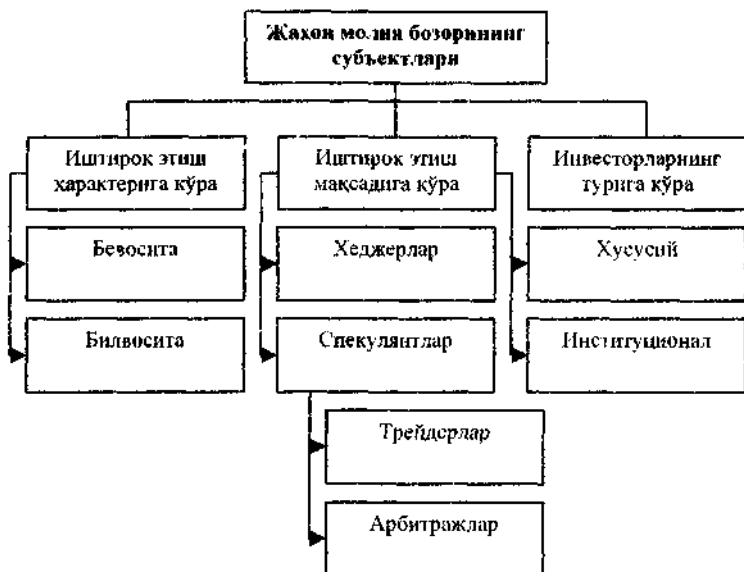 Жаҳон молия бозорининг
субъектлари
Иштирок этиш
характерига кўра
Иштирок этиш
мақсадига кўра
Инвесторларнинг
турига кўра
Бевосита
Хеджерлар
Хусусий
Билвосита
Спекулянтлар
Институционал
Трейдерлар
Арбитражлар